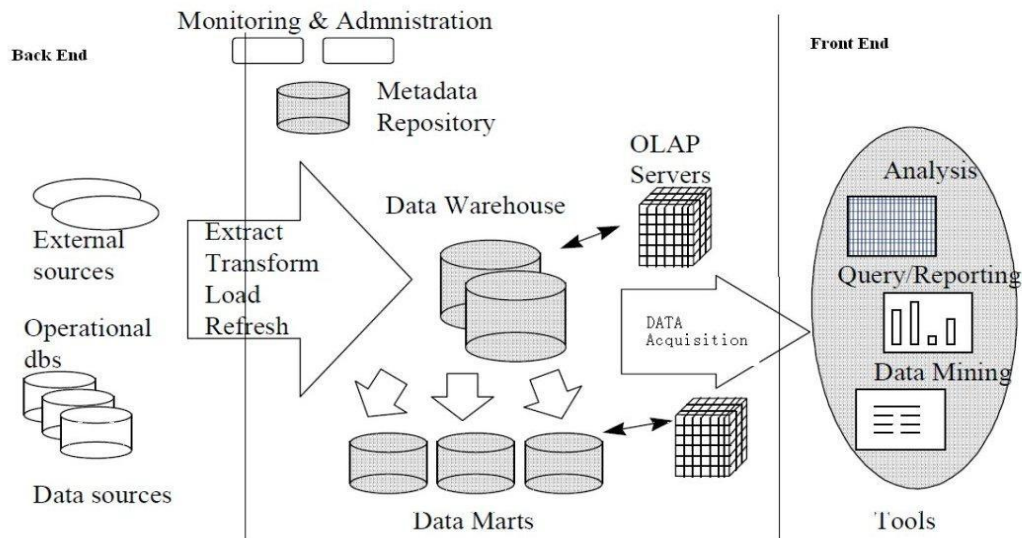 Monitoring & Admnistration
Back End
Front End
Metadata
Repository
OLAP
Servers
Analysis
Data Warehouse
External
sources
Extract
Transform
Load
Refresh
Query/Reporting
Operational
dbs
DATA
Acquisition
Data Mining
Data sources
Data Marts
Tools